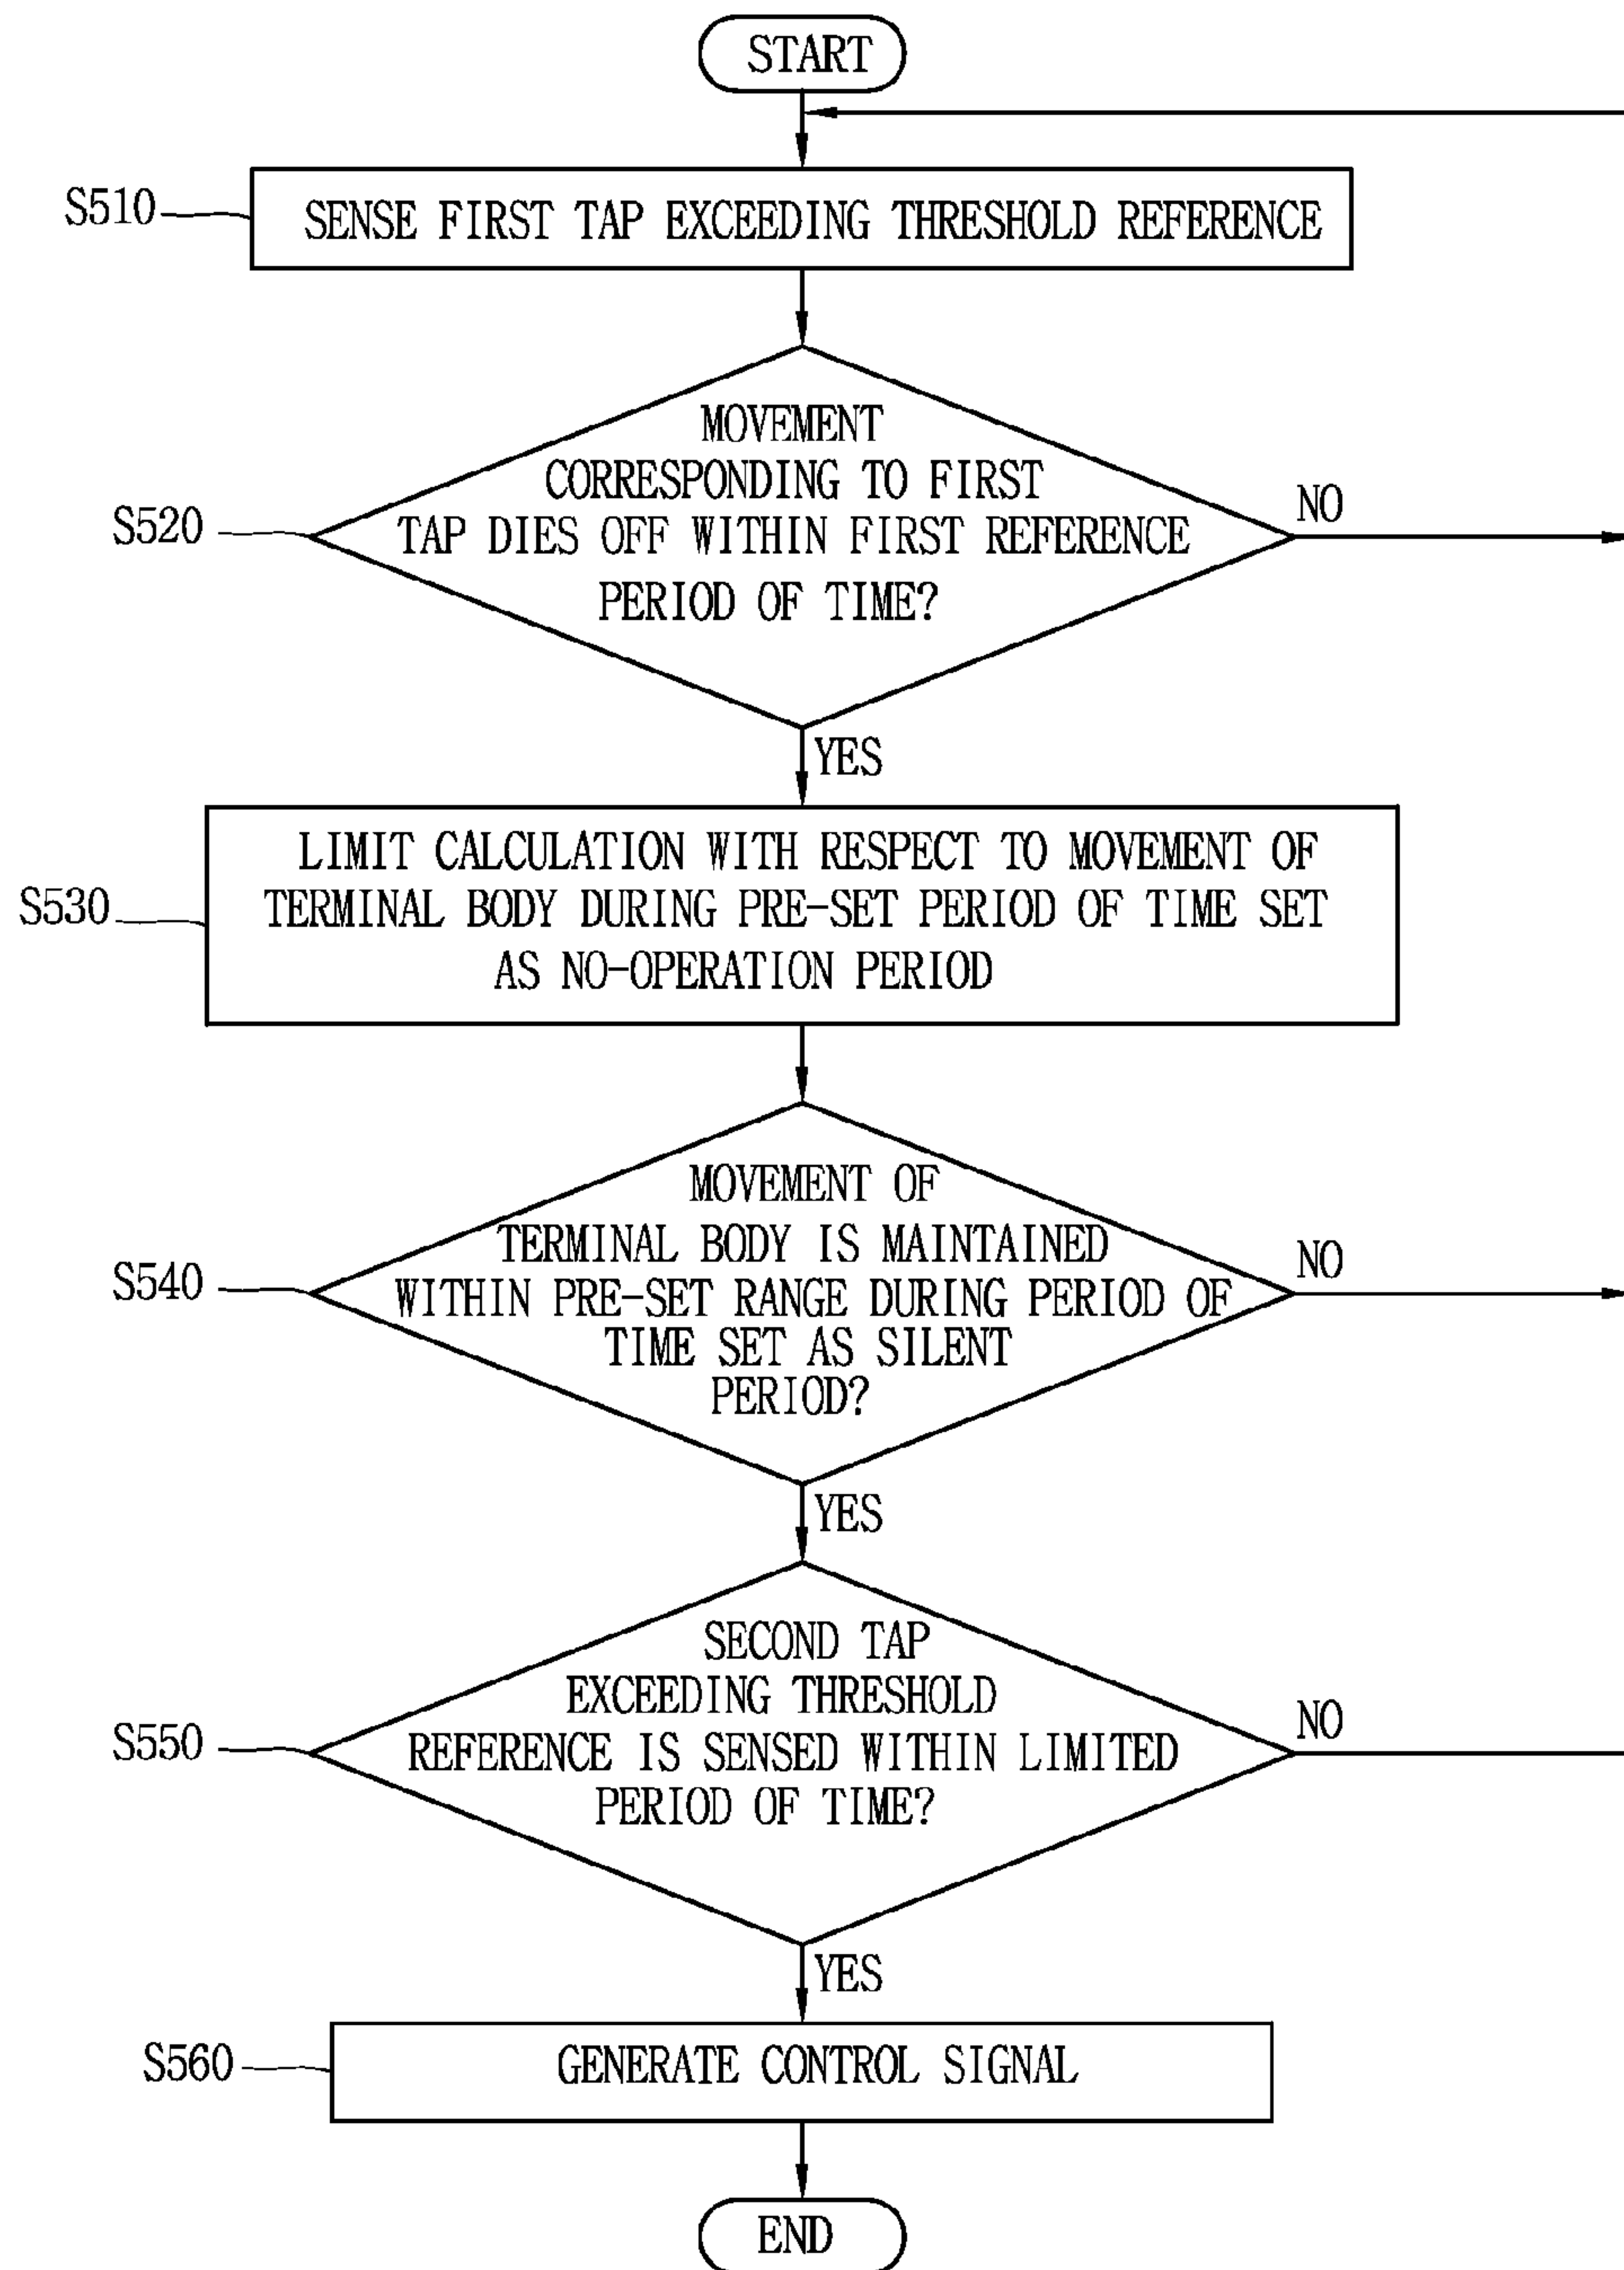 START
S510
SENSE FIRST TAP EXCEEDING THRESHOLD REFERENCE
S520
MOVEMENT
CORRESPONDING TO FIRST
TAP DIES OFF WITHIN FIRST REFERENCE
PERIOD OF TIME?
NO
YES
S530
LIMIT CALCULATION WITH RESPECT TO MOVEMENT OF
TERMINAL BODY DURING PRE-SET PERIOD OF TIME SET
AS NO-OPERATION PERIOD
S540
MOVEMENT OF
TERMINAL BODY IS MAINTAINED
WITHIN PRE-SET RANGE DURING PERIOD OF
TIME SET AS SILENT
PERIOD?
NO
YES
S550
SECOND TAP
EXCEEDING THRESHOLD
REFERENCE IS SENSED WITHIN LIMITED
PERIOD OF TIME?
NO
YES
S560
GENERATE CONTROL SIGNAL
END